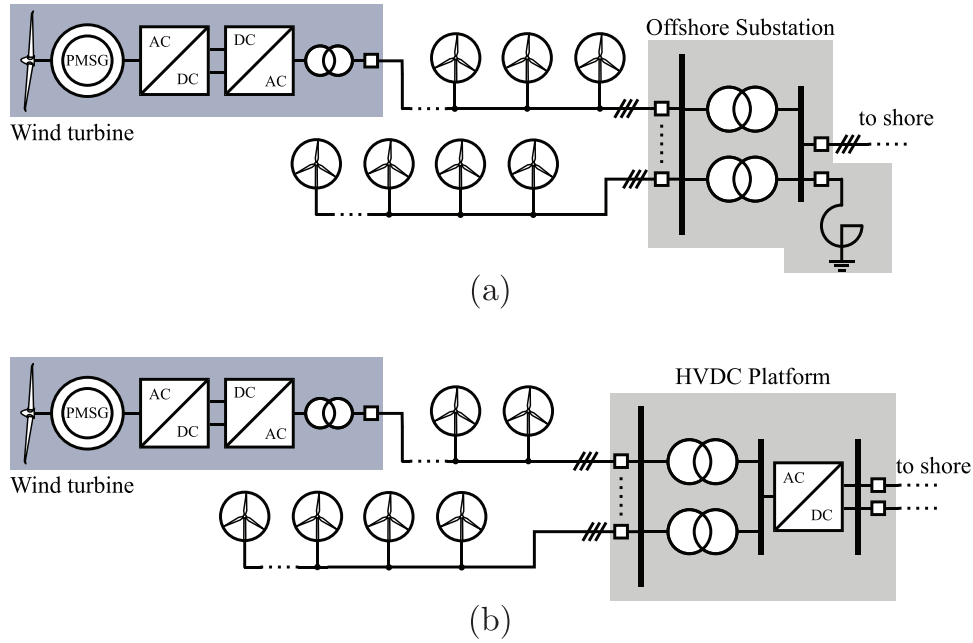 Offshore Substation
PMSG
AC
DC
DC
AC
Wind turbine
to shore
(a)
HVDC Platform
PMSG
AC
DC
DC
AC
Wind turbine
AC
DC
to shore
(b)